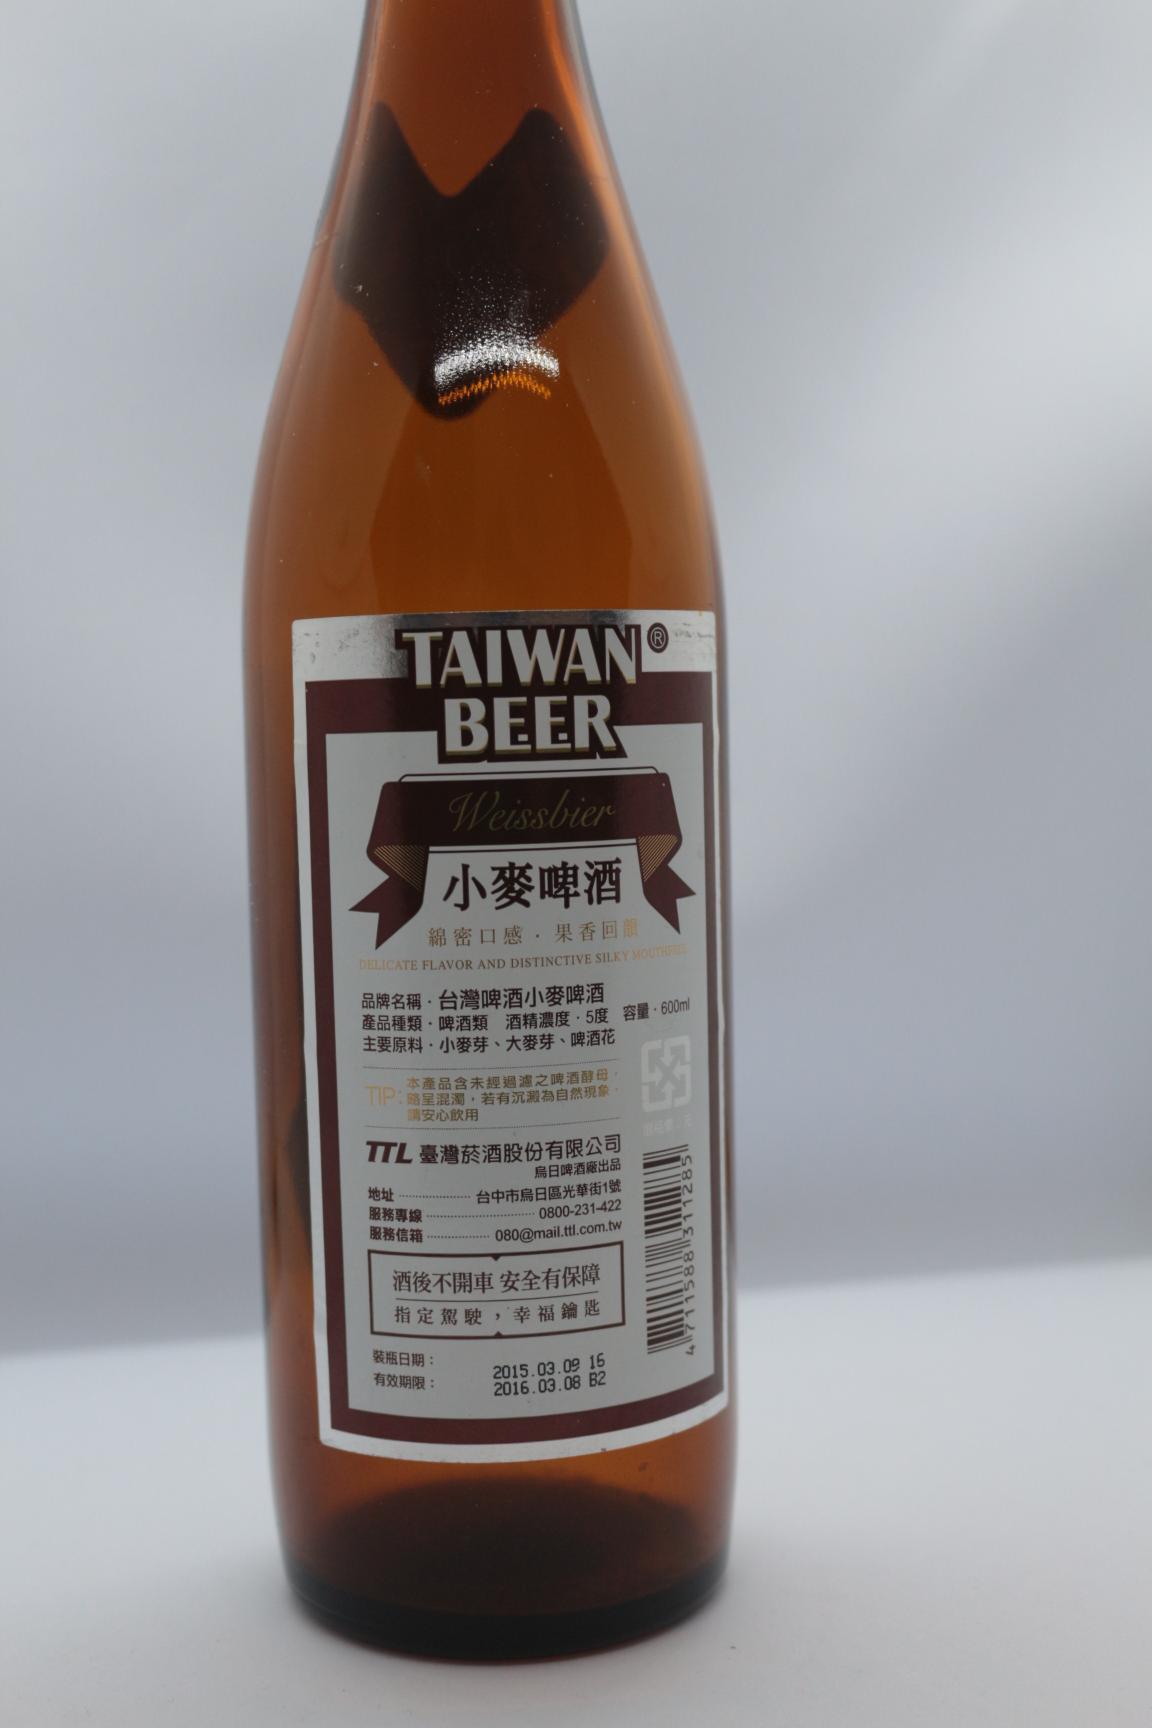 TAIWAN®
BEER
Weissbier
小麥啤酒
綿密口感．果香回韻
DELICATE FLAVOR AND DISTINCTIVE SILKY MOUTHFEEL
品牌名稱．台灣啤酒小麥啤酒
產品種類．啤酒類 酒精濃度．5度 容量．600ml
主要原料．小麥芽、大麥芽、啤酒花
TIP:本產品含未經過濾之啤酒酵母，
略呈混濁，若有沉澱為自然現象，
請安心飲用
TTL 臺灣菸酒股份有限公司
烏日啤酒廠出品
地址 台中市烏日區光華街1號
服務專線 0800-231-422
服務信箱 080@mail.ttl.com.tw
酒後不開車 安全有保障
指定駕駛，幸福鑰匙
裝瓶日期： 2015.03.09 16
有效期限： 2016.03.08 B2
4711588311285